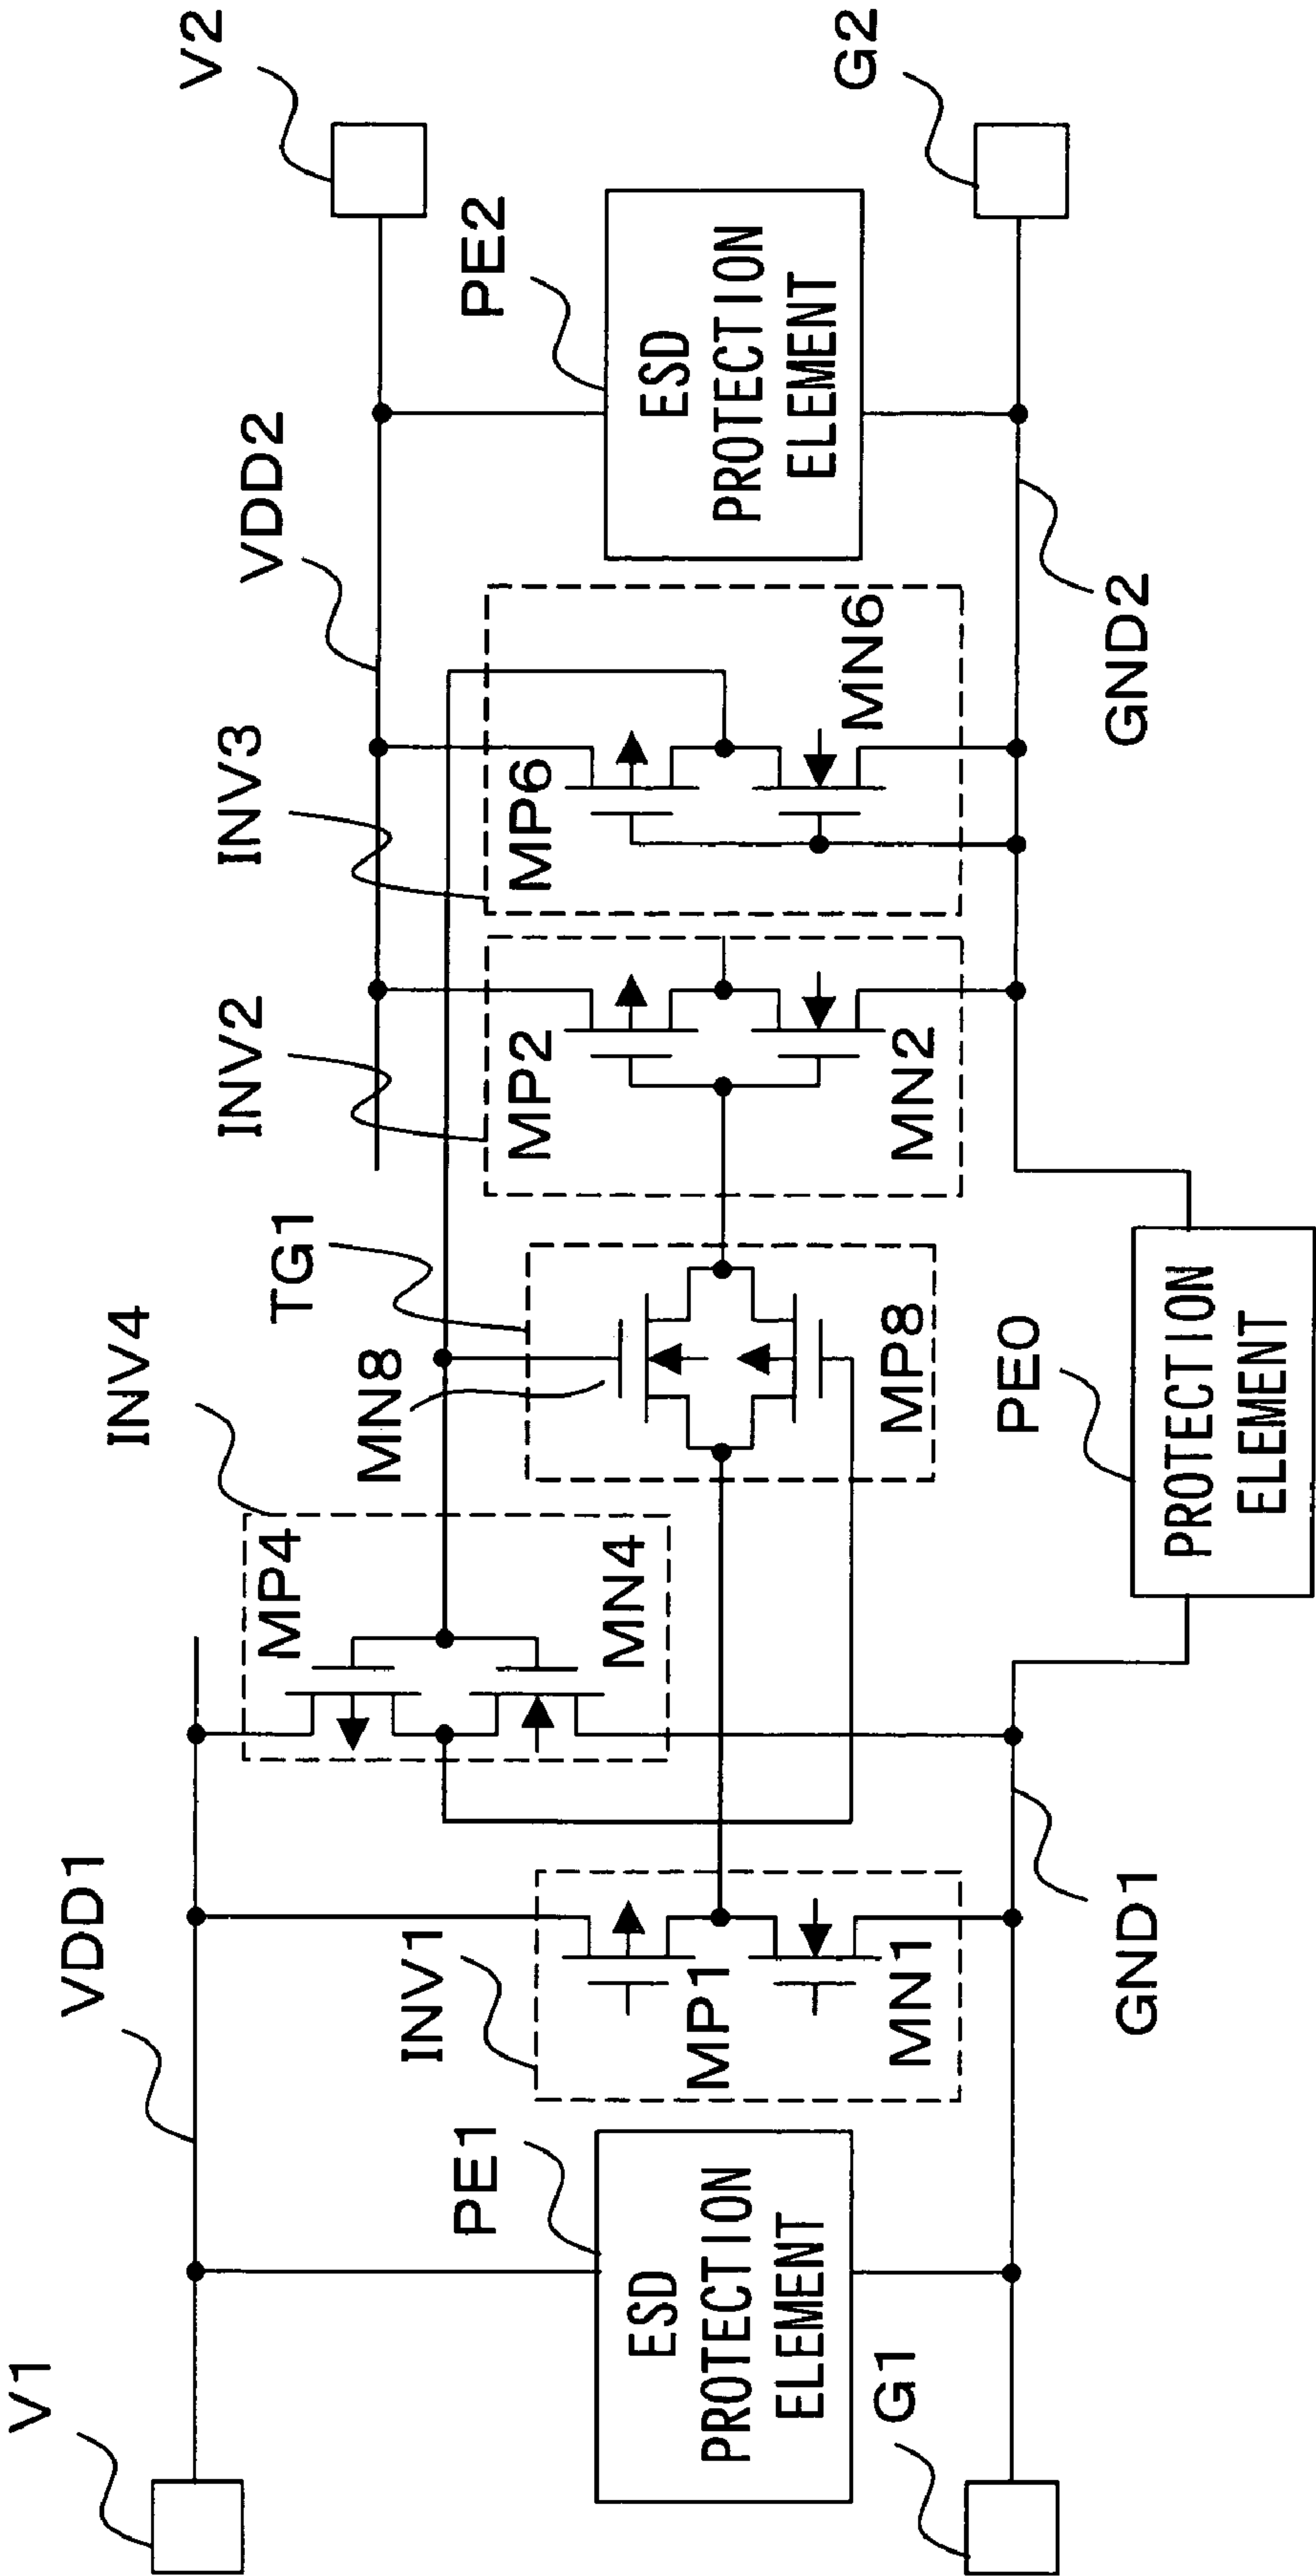 V1
VDD1
INV4
TG1
INV2
INV3
VDD2
V2
PE1
INV1
MP4
MN4
MN8
MP8
MP2
MN2
MP6
MN6
PE2
ESD
PROTECTION
ELEMENT
MP1
MN1
ESD
PROTECTION
ELEMENT
G1
GND1
PE0
PROTECTION
ELEMENT
GND2
G2